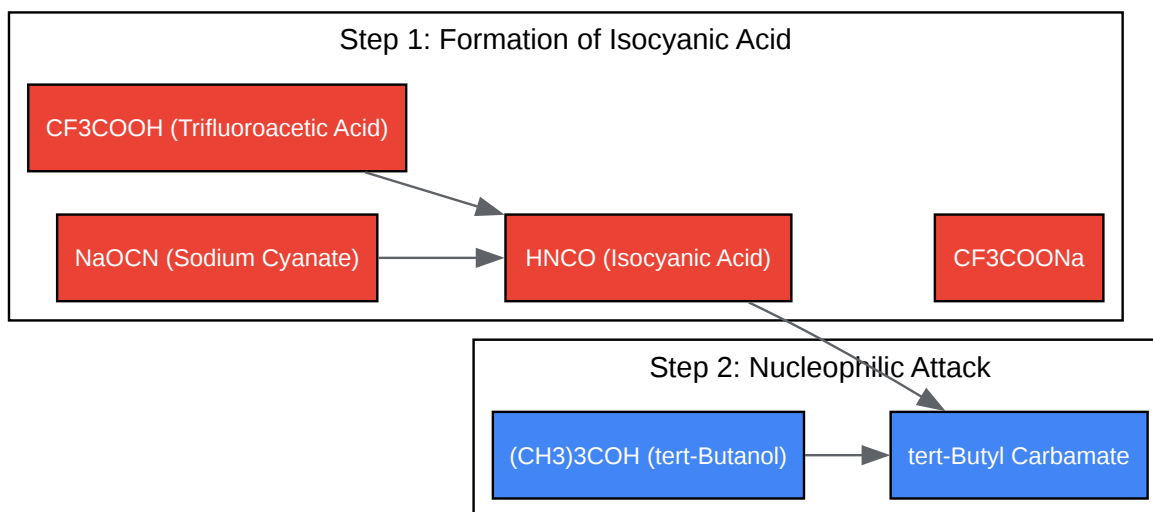 Step 1: Formation of Isocyanic Acid
CF3COOH (Trifluoroacetic Acid)
NaOCN (Sodium Cyanate)
HNCO (Isocyanic Acid)
CF3COONa
Step 2: Nucleophilic Attack
(CH3)3COH (tert-Butanol)
tert-Butyl Carbamate